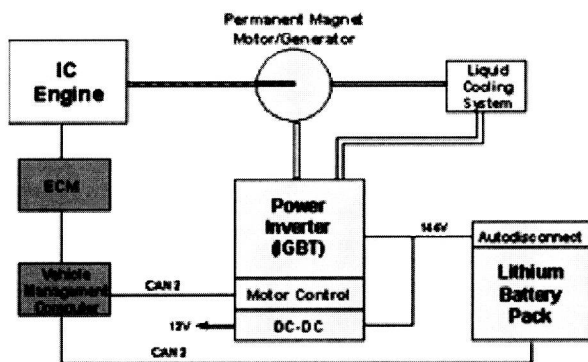 Permanent Magnet
Motor/Generator
IC
Engine
Liquid
Cooling
System
ECM
Power
Inverter
(IGBT)
144V
Autodisconnect
Lithium
Battery
Pack
Vehicle
Management
Computer
CAN 2
Motor Control
12V
DC-DC
CAN 2